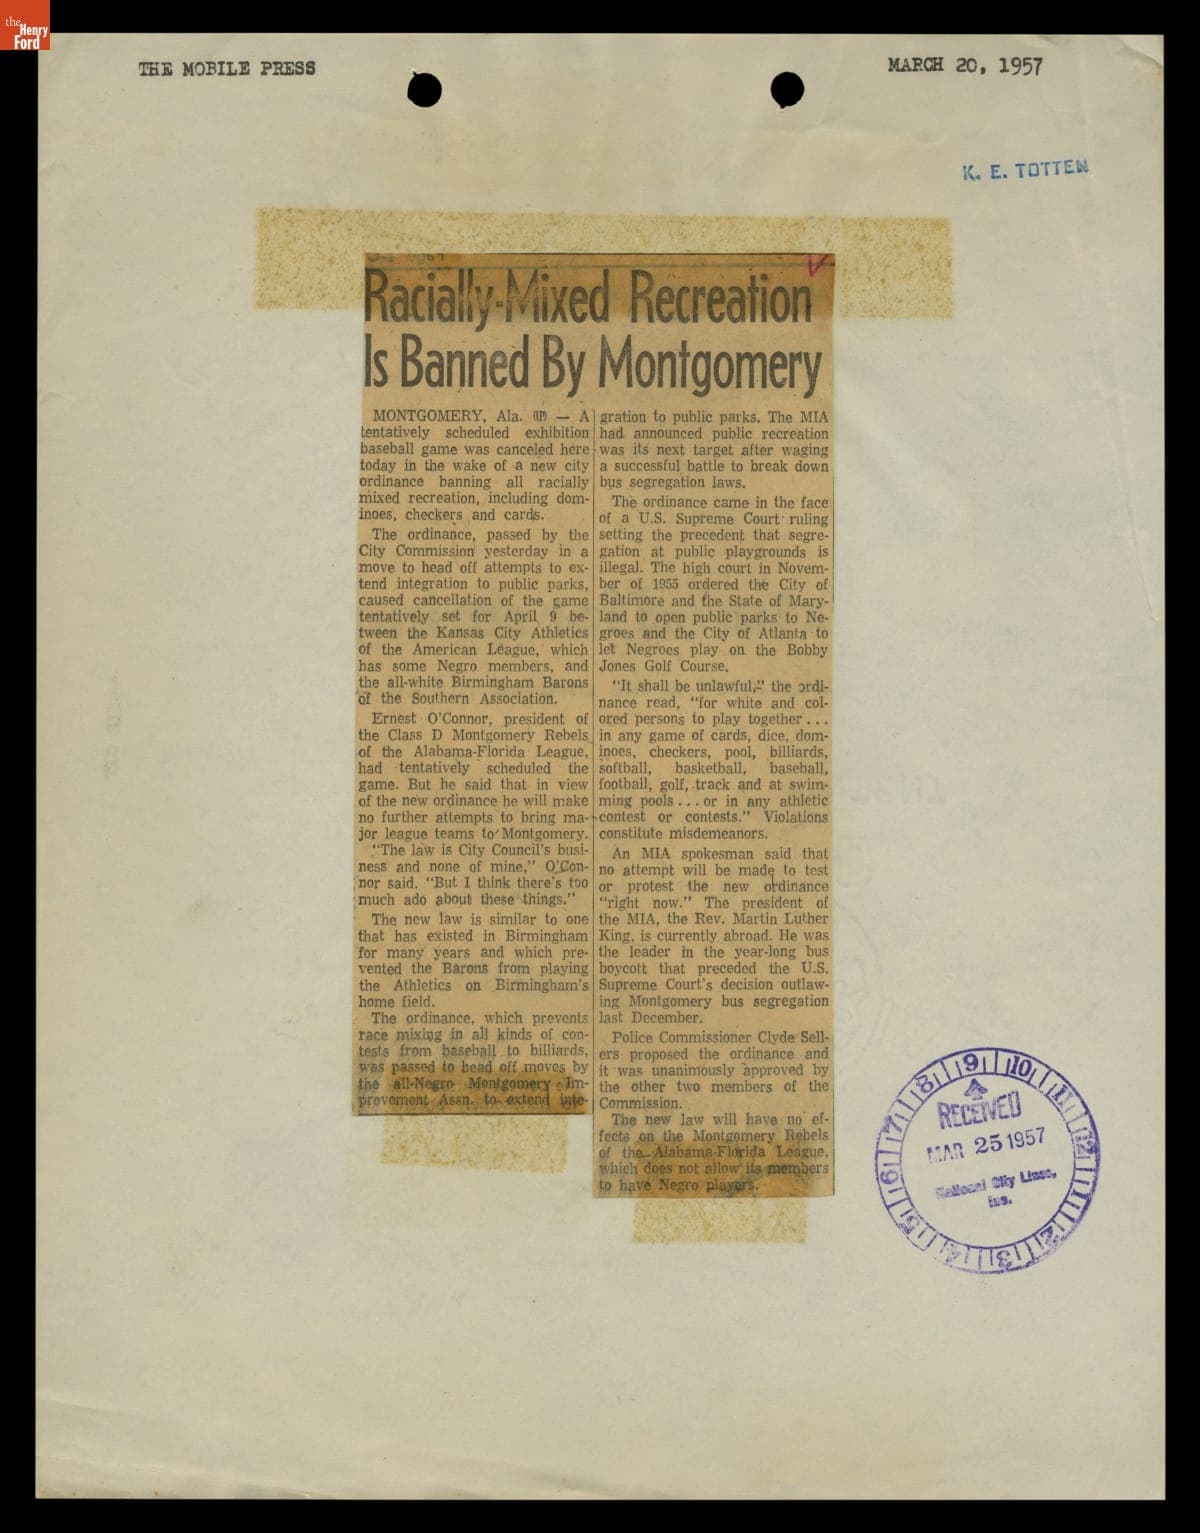 the
Henry
Ford
THE MOBILE PRESS
MARCH 20, 1957
K. E. TOTTEN
Racially-Mixed Recreation
Is Banned By Montgomery
MONTGOMERY, Ala. (UP) — A
tentatively scheduled exhibition
baseball game was canceled here
today in the wake of a new city
ordinance banning all racially
mixed recreation, including dom-
inoes, checkers and cards.
The ordinance, passed by the
City Commission yesterday in a
move to head off attempts to ex-
tend integration to public parks,
caused cancellation of the game
tentatively set for April 9 be-
tween the Kansas City Athletics
of the American League, which
has some Negro members, and
the all-white Birmingham Barons
of the Southern Association.
Ernest O'Connor, president of
the Class D Montgomery Rebels
of the Alabama-Florida League,
had tentatively scheduled the
game. But he said that in view
of the new ordinance he will make
no further attempts to bring ma-
jor league teams to Montgomery.
"The law is City Council's busi-
ness and none of mine," O'Con-
nor said. "But I think there's too
much ado about these things."
The new law is similar to one
that has existed in Birmingham
for many years and which pre-
vented the Barons from playing
the Athletics on Birmingham's
home field.
The ordinance, which prevents
race mixing in all kinds of con-
tests from baseball to billiards,
was passed to head off moves by
the all-Negro Montgomery Im-
provement Assn. to extend inte-
gration to public parks. The MIA
had announced public recreation
was its next target after waging
a successful battle to break down
bus segregation laws.
The ordinance came in the face
of a U.S. Supreme Court ruling
setting the precedent that segre-
gation at public playgrounds is
illegal. The high court in Novem-
ber of 1955 ordered the City of
Baltimore and the State of Mary-
land to open public parks to Ne-
groes and the City of Atlanta to
let Negroes play on the Bobby
Jones Golf Course.
"It shall be unlawful," the ordi-
nance read, "for white and col-
ored persons to play together . . .
in any game of cards, dice, dom-
inoes, checkers, pool, billiards,
softball, basketball, baseball,
football, golf, track and at swim-
ming pools . . . or in any athletic
contest or contests." Violations
constitute misdemeanors.
An MIA spokesman said that
no attempt will be made to test
or protest the new ordinance
"right now." The president of
the MIA, the Rev. Martin Luther
King, is currently abroad. He was
the leader in the year-long bus
boycott that preceded the U.S.
Supreme Court's decision outlaw-
ing Montgomery bus segregation
last December.
Police Commissioner Clyde Sell-
ers proposed the ordinance and
it was unanimously approved by
the other two members of the
Commission.
The new law will have no ef-
fects on the Montgomery Rebels
of the Alabama-Florida League,
which does not allow its members
to have Negro players.
9 10 11 12 1 2 3 4 5 6 7 8
RECEIVED
MAR 25 1957
National City Lines,
Inc.